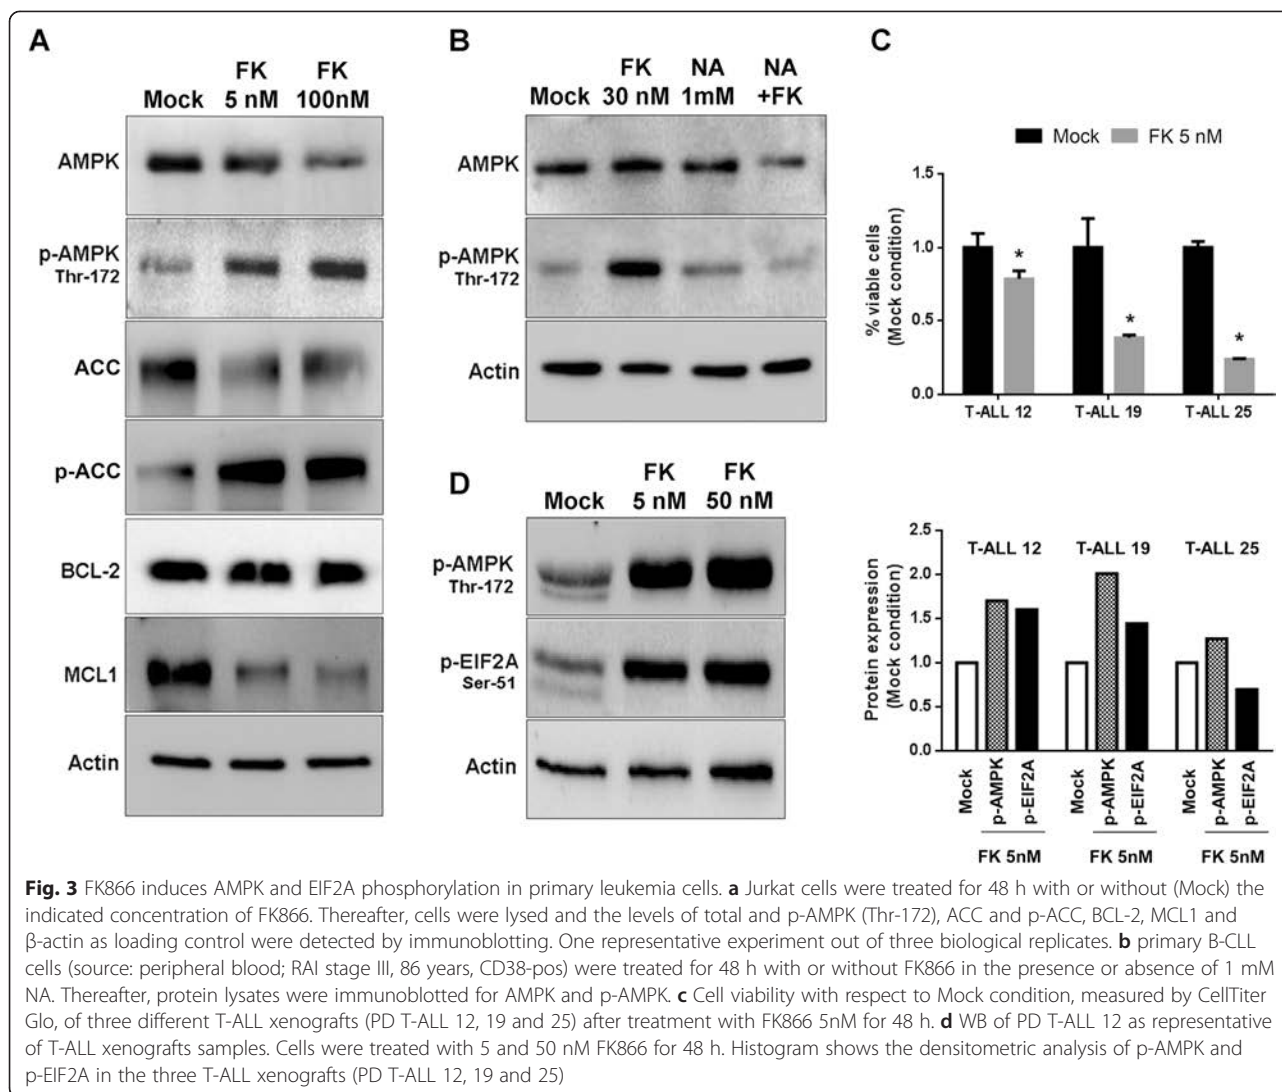 A
FK FK
Mock 5 nM 100nM
AMPK
p-AMPK
Thr-172
ACC
p-ACC
BCL-2
MCL1
Actin
B
FK NA NA
Mock 30 nM 1mM +FK
AMPK
p-AMPK
Thr-172
Actin
C
Mock FK 5 nM
% viable cells
(Mock condition)
1.5
1.0
0.5
0.0
* * *
T-ALL 12 T-ALL 19 T-ALL 25
D
FK FK
Mock 5 nM 50 nM
p-AMPK
Thr-172
p-EIF2A
Ser-51
Actin
Protein expression
(Mock condition)
2.5
2.0
1.5
1.0
0.5
0.0
T-ALL 12 T-ALL 19 T-ALL 25
Mock p-AMPK p-EIF2A Mock p-AMPK p-EIF2A Mock p-AMPK p-EIF2A
FK 5nM FK 5nM FK 5nM
Fig. 3 FK866 induces AMPK and EIF2A phosphorylation in primary leukemia cells. a Jurkat cells were treated for 48 h with or without (Mock) the
indicated concentration of FK866. Thereafter, cells were lysed and the levels of total and p-AMPK (Thr-172), ACC and p-ACC, BCL-2, MCL1 and
β-actin as loading control were detected by immunoblotting. One representative experiment out of three biological replicates. b primary B-CLL
cells (source: peripheral blood; RAI stage III, 86 years, CD38-pos) were treated for 48 h with or without FK866 in the presence or absence of 1 mM
NA. Thereafter, protein lysates were immunoblotted for AMPK and p-AMPK. c Cell viability with respect to Mock condition, measured by CellTiter
Glo, of three different T-ALL xenografts (PD T-ALL 12, 19 and 25) after treatment with FK866 5nM for 48 h. d WB of PD T-ALL 12 as representative
of T-ALL xenografts samples. Cells were treated with 5 and 50 nM FK866 for 48 h. Histogram shows the densitometric analysis of p-AMPK and
p-EIF2A in the three T-ALL xenografts (PD T-ALL 12, 19 and 25)